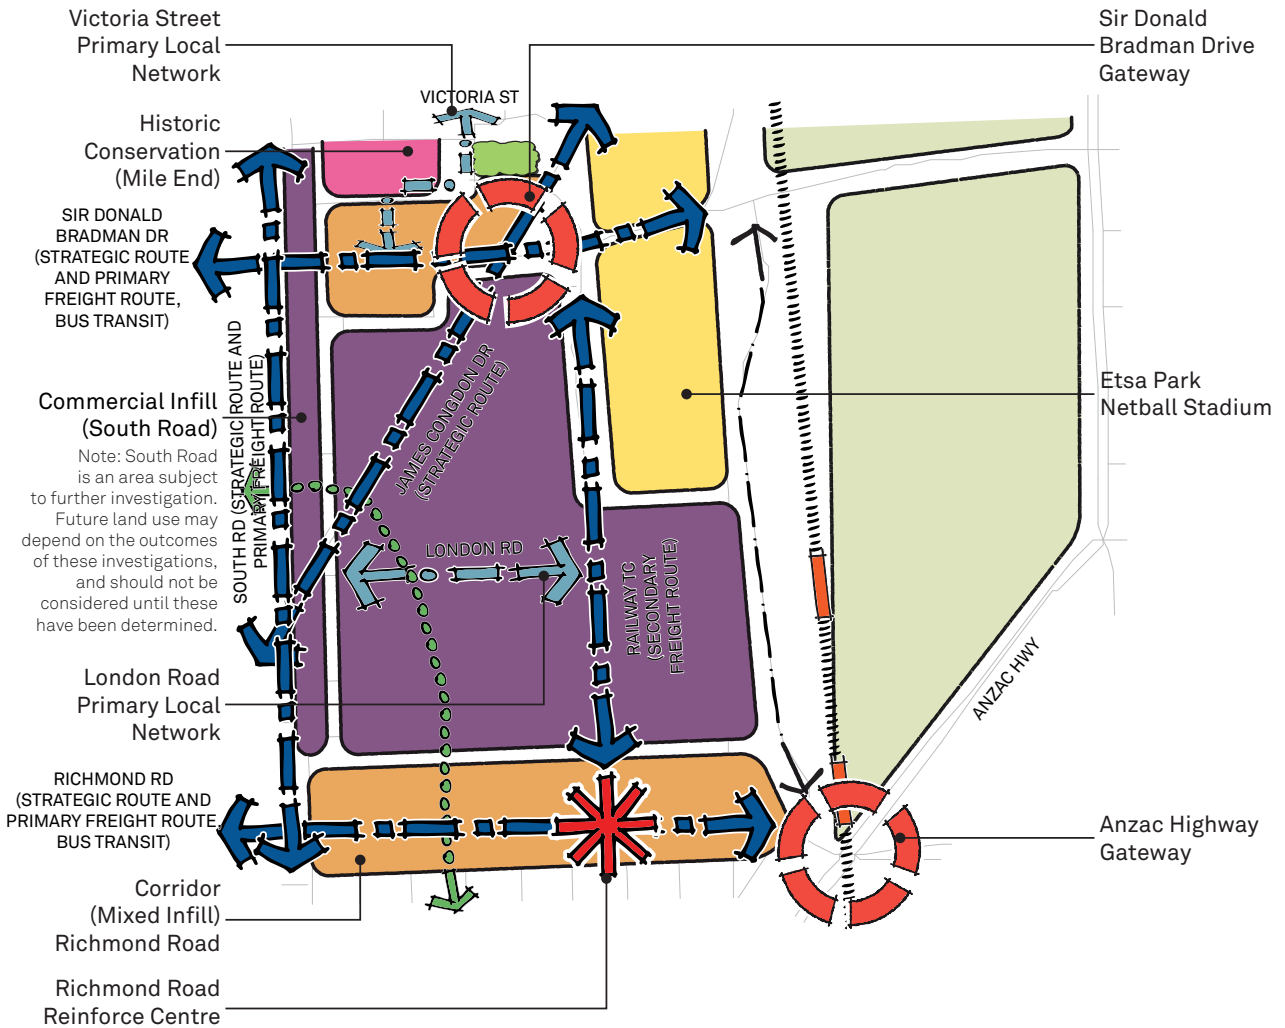 Victoria Street
Primary Local
Network
Sir Donald
Bradman Drive
Gateway
VICTORIA ST
Historic
Conservation
(Mile End)
SIR DONALD
BRADMAN DR
(STRATEGIC ROUTE
AND PRIMARY
FREIGHT ROUTE,
BUS TRANSIT)
SOUTH RD (STRATEGIC ROUTE AND
PRIMARY FREIGHT ROUTE)
JAMES CONGDON DR
(STRATEGIC ROUTE)
Etsa Park
Netball Stadium
Commercial Infill
(South Road)
Note: South Road
is an area subject
to further investigation.
Future land use may
depend on the outcomes
of these investigations,
and should not be
considered until these
have been determined.
LONDON RD
RAILWAY TC
(SECONDARY
FREIGHT ROUTE)
ANZAC HWY
London Road
Primary Local
Network
RICHMOND RD
(STRATEGIC ROUTE AND
PRIMARY FREIGHT ROUTE
BUS TRANSIT)
Anzac Highway
Gateway
Corridor
(Mixed Infill)
Richmond Road
Richmond Road
Reinforce Centre